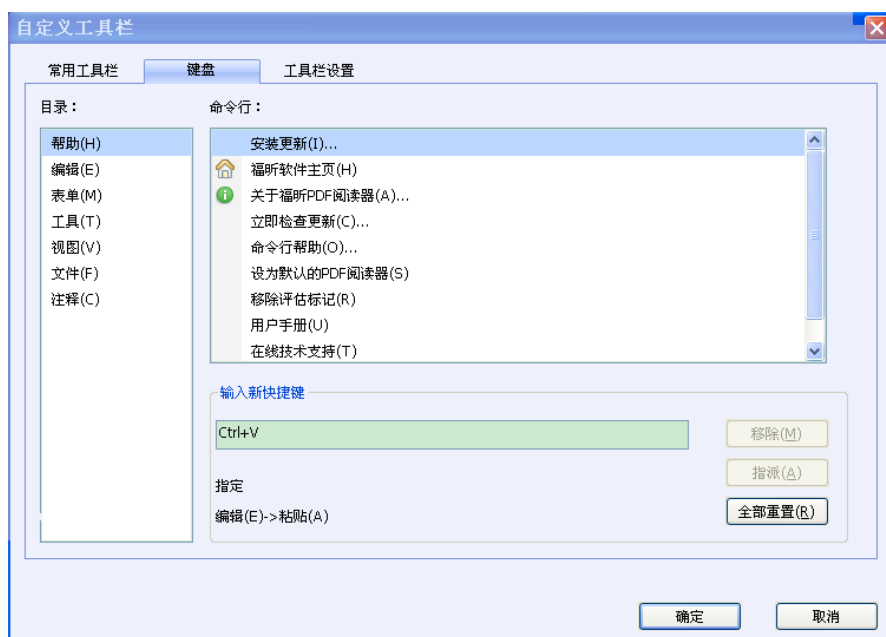 自定义工具栏
常用工具栏 键盘 工具栏设置
目录： 命令行：
帮助(H) 安装更新(I)...
编辑(E) 福昕软件主页(H)
表单(M) 关于福昕PDF阅读器(A)...
工具(T) 立即检查更新(C)...
视图(V) 命令行帮助(O)...
文件(F) 设为默认的PDF阅读器(S)
注释(C) 移除评估标记(R)
用户手册(U)
在线技术支持(T)
输入新快捷键
Ctrl+V 移除(M)
指派(A)
指定
编辑(E)->粘贴(A) 全部重置(R)
确定 取消